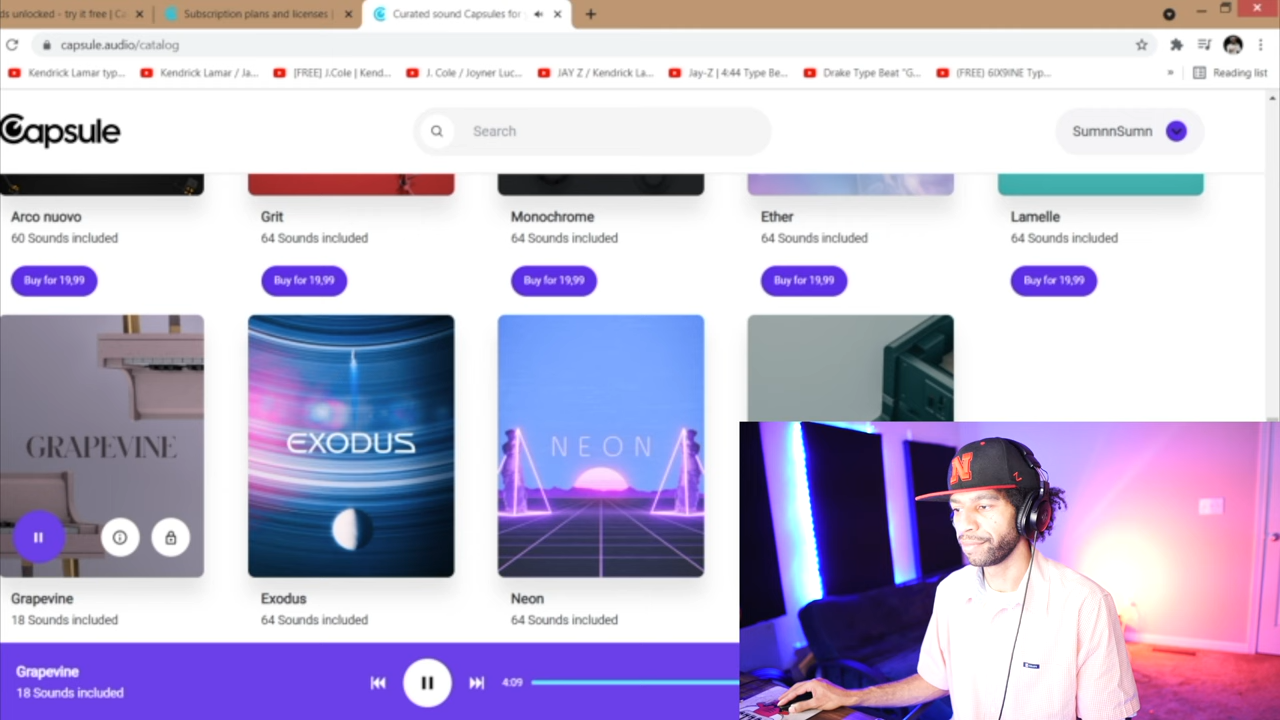 ds unlocked - try it free | Ca
Subscription plans and licenses |
Curated sound Capsules for
capsule.audio/catalog
Kendrick Lamar typ...
Kendrick Lamar / Ja...
[FREE] J.Cole | Kend...
J. Cole / Joyner Luc...
JAY Z / Kendrick La...
Jay-Z | 4:44 Type Be...
Drake Type Beat "G...
(FREE) 6IX9INE Typ...
»
Reading list
Capsule
Search
SumnnSumn
Arco nuovo
60 Sounds included
Buy for 19,99
Grit
64 Sounds included
Buy for 19,99
Monochrome
64 Sounds included
Buy for 19,99
Ether
64 Sounds included
Buy for 19,99
Lamelle
64 Sounds included
Buy for 19,99
GRAPEVINE
EXODUS
NEON
Grapevine
18 Sounds included
Exodus
64 Sounds included
Neon
64 Sounds included
Grapevine
18 Sounds included
4:09
N
Z